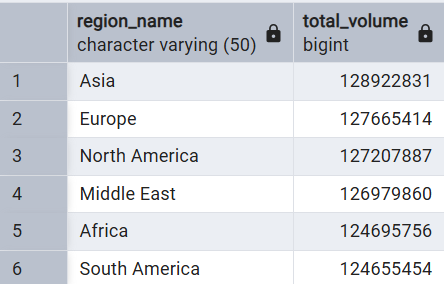 region_name total_volume
character varying (50) bigint
1 Asia 128922831
2 Europe 127665414
3 North America 127207887
4 Middle East 126979860
5 Africa 124695756
6 South America 124655454